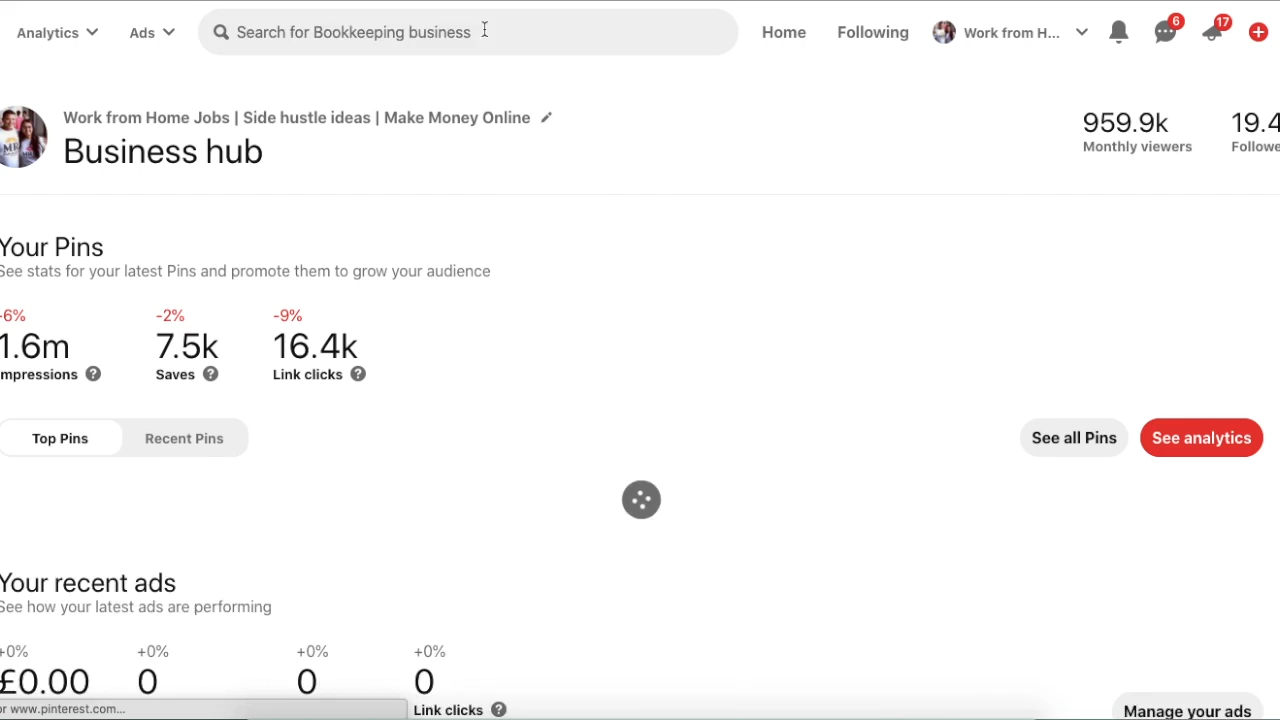 Analytics Ads Search for Bookkeeping business Home Following Work from H... 6 17
Work from Home Jobs | Side hustle ideas | Make Money Online
Business hub
959.9k 19.4
Monthly viewers Followe
Your Pins
See stats for your latest Pins and promote them to grow your audience
-6% -2% -9%
1.6m 7.5k 16.4k
mpressions Saves Link clicks
Top Pins Recent Pins See all Pins See analytics
Your recent ads
See how your latest ads are performing
+0% +0% +0% +0%
£0.00 0 0 0
or www.pinterest.com... Link clicks Manage your ads